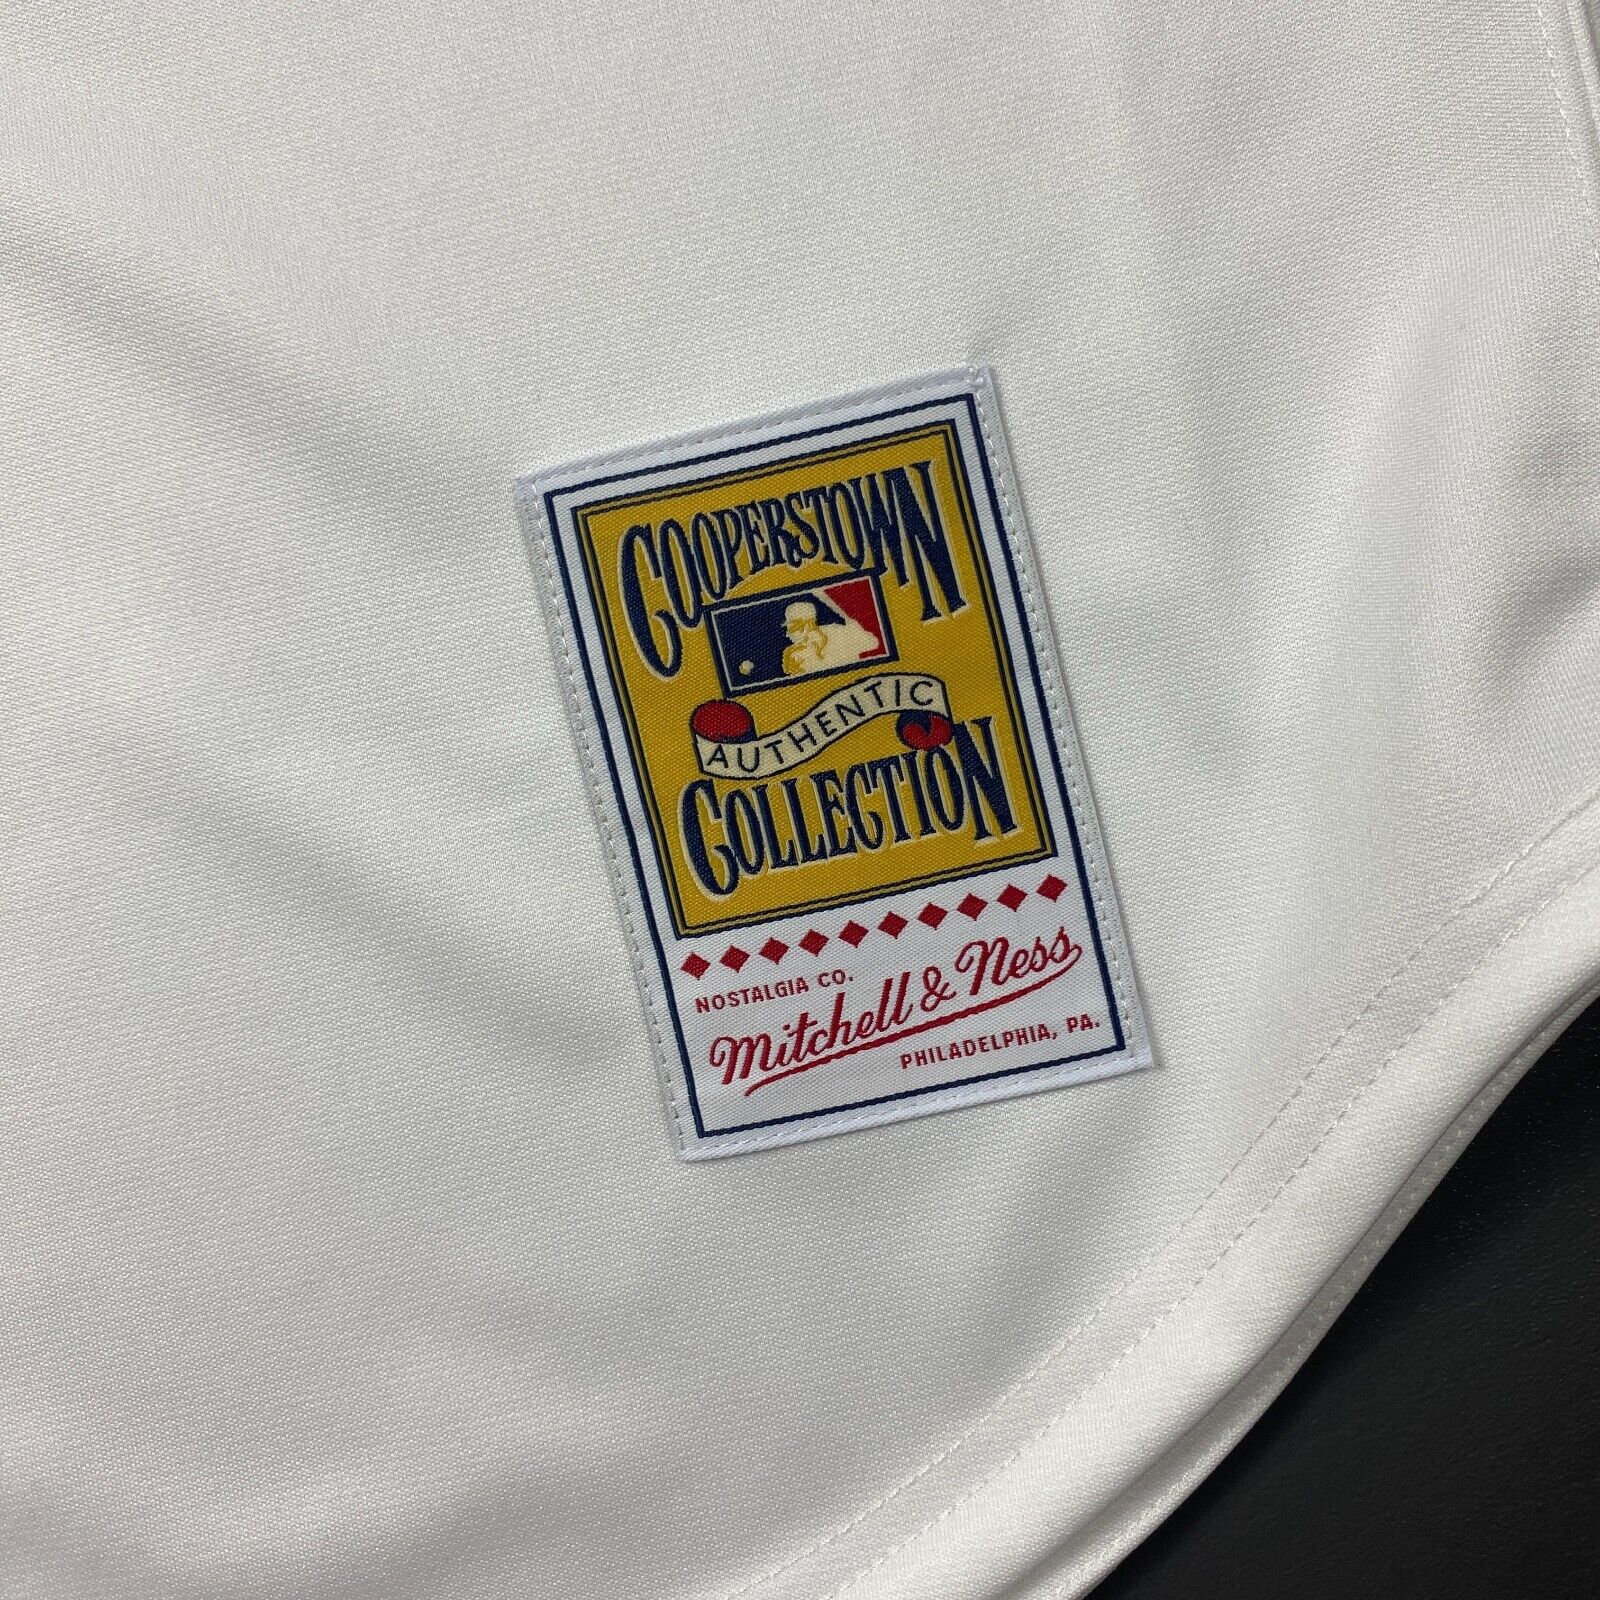 COOPERSTOWN
AUTHENTIC
COLLECTION
NOSTALGIA CO.
Mitchell & Ness
PHILADELPHIA, PA.